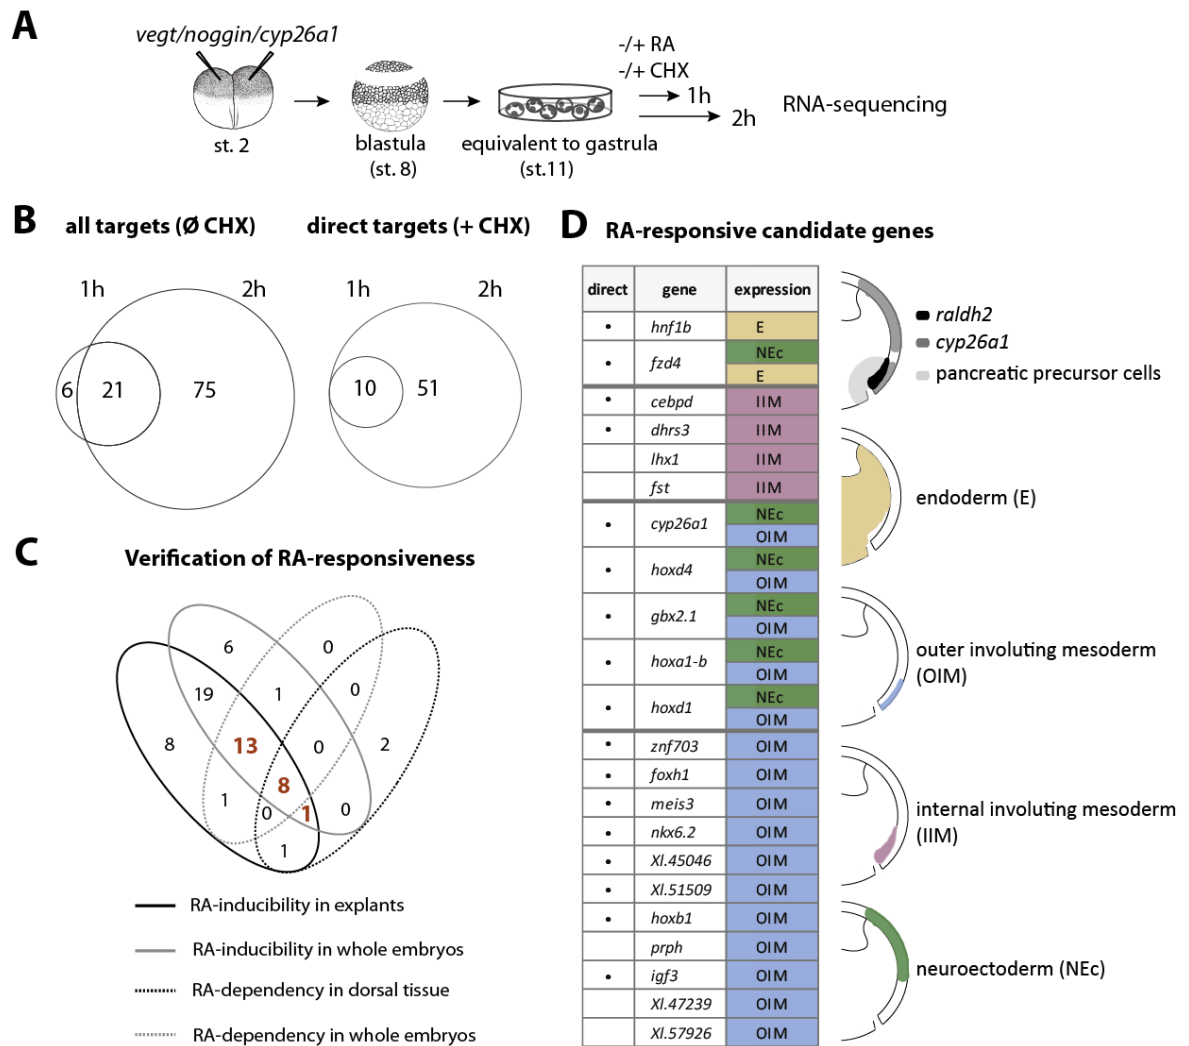 A
vegt/noggin/cyp26a1
-/+ RA
-/+ CHX
1h
2h
RNA-sequencing
st. 2
blastula
(st. 8)
equivalent to gastrula
(st.11)
B
all targets (Ø CHX)
direct targets (+ CHX)
1h
2h
1h
2h
6
21
75
10
51
C
Verification of RA-responsiveness
6
0
19
1
0
8
13
0
2
8
1
0
1
0
1
RA-inducibility in explants
RA-inducibility in whole embryos
RA-dependency in dorsal tissue
RA-dependency in whole embryos
D
RA-responsive candidate genes
direct gene expression
• hnf1b E
• fzd4 NEc
E
• cebpd IIM
• dhrs3 IIM
lhx1 IIM
fst IIM
• cyp26a1 NEc
OIM
• hoxd4 NEc
OIM
• gbx2.1 NEc
OIM
• hoxa1-b NEc
OIM
• hoxd1 NEc
OIM
• znf703 OIM
• foxh1 OIM
• meis3 OIM
• nkx6.2 OIM
• Xl.45046 OIM
• Xl.51509 OIM
• hoxb1 OIM
prph OIM
• igf3 OIM
Xl.47239 OIM
Xl.57926 OIM
raldh2
cyp26a1
pancreatic precursor cells
endoderm (E)
outer involuting mesoderm
(OIM)
internal involuting mesoderm
(IIM)
neuroectoderm (NEc)